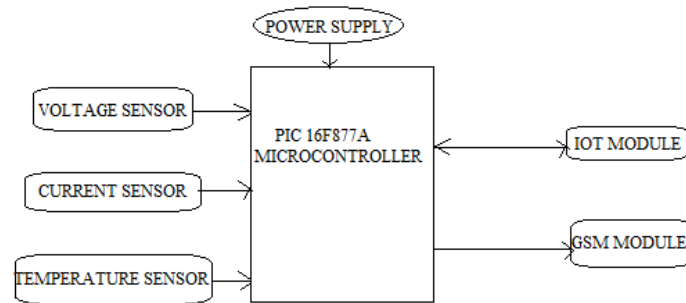 POWER SUPPLY
VOLTAGE SENSOR
PIC 16F877A
MICROCONTROLLER
IOT MODULE
CURRENT SENSOR
GSM MODULE
TEMPERATURE SENSOR